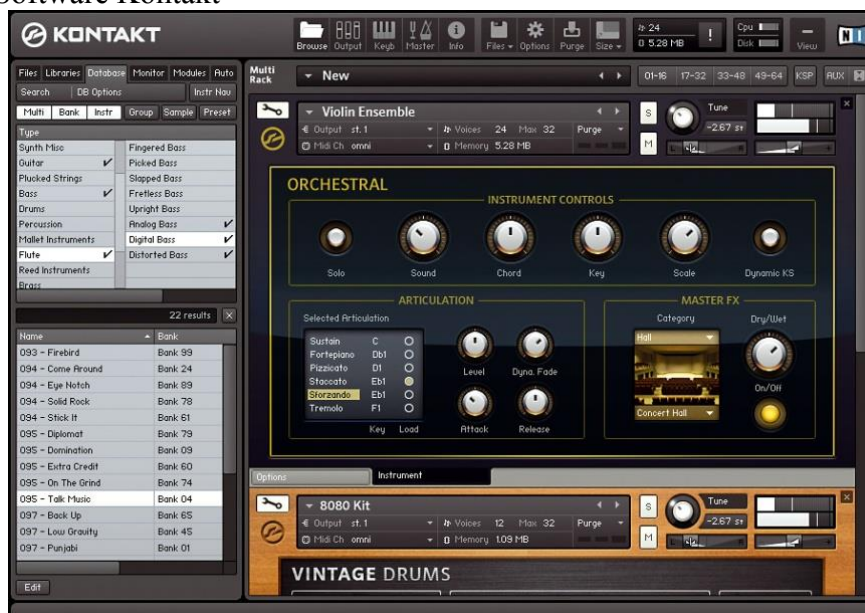 Software Kontakt
KONTAKT
Browse Output Keyb Master Info Files Options Purge Size
24
0 5.28 MB
!
Cpu
Disk
View
NI
Files Libraries Database Monitor Modules Auto
Search DB Options Instr Nav
Multi Bank Instr Group Sample Preset
Type
Synth Misc Fingered Bass
Guitar Picked Bass
Plucked Strings Slapped Bass
Bass Fretless Bass
Drums Upright Bass
Percussion Analog Bass
Mallet Instruments Digital Bass
Flute Distorted Bass
Reed Instruments
Brass
22 results
Name Bank
093 - Firebird Bank 99
094 - Come Around Bank 24
094 - Eye Notch Bank 89
094 - Solid Rock Bank 78
094 - Stick It Bank 61
095 - Diplomat Bank 79
095 - Domination Bank 09
095 - Extra Credit Bank 60
095 - On The Grind Bank 74
095 - Talk Music Bank 04
097 - Back Up Bank 65
097 - Low Gravity Bank 45
097 - Punjabi Bank 01
Edit
Multi
Rack
New
01-16 17-32 33-48 49-64 KSP AUX
Violin Ensemble
Output st.1 Voices 24 Max 32 Purge
Midi Ch omni Memory 5.28 MB
S
M
Tune
-2.67 st
L R
ORCHESTRAL
INSTRUMENT CONTROLS
Solo Sound Chord Key Scale Dynamic KS
ARTICULATION
Selected Articulation
Sustain C
Fortepiano Db1
Pizzicato D1
Staccato Eb1
Sforzando Eb1
Tremolo F1
Key Load
Level Dyna. Fade
Attack Release
MASTER FX
Category Dry/Wet
Hall
On/Off
Concert Hall
Options Instrument
8080 Kit
Output st.1 Voices 12 Max 32 Purge
Midi Ch omni Memory 1.09 MB
S
M
Tune
-2.67 st
L R
VINTAGE DRUMS